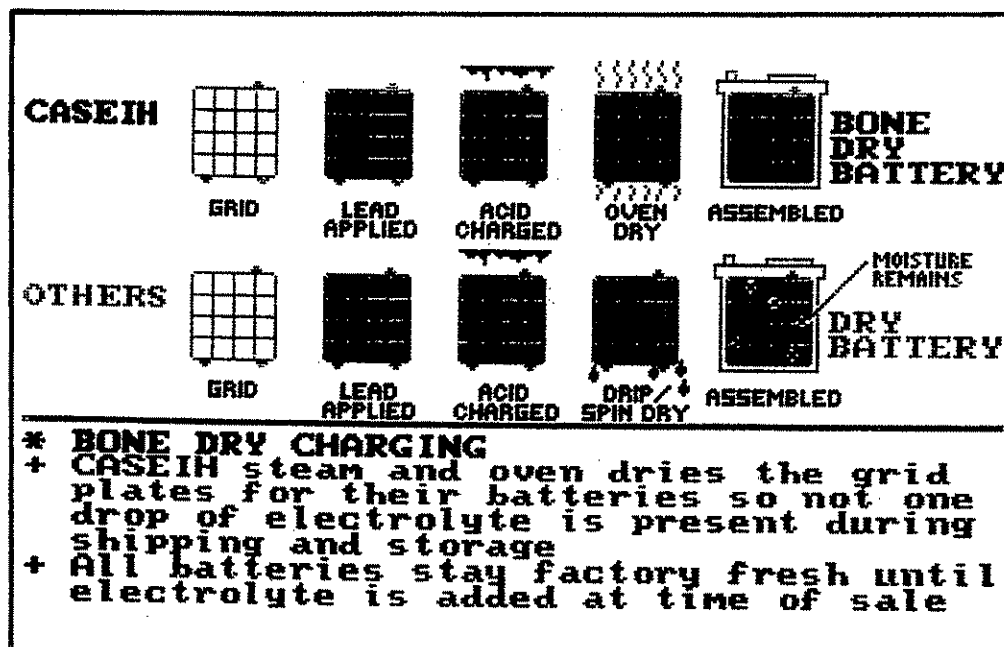 CASEIH
GRID
LEAD
APPLIED
ACID
CHARGED
OVEN
DRY
ASSEMBLED
BONE
DRY
BATTERY
OTHERS
GRID
LEAD
APPLIED
ACID
CHARGED
DRIP/
SPIN DRY
ASSEMBLED
MOISTURE
REMAINS
DRY
BATTERY
* BONE DRY CHARGING
+ CASEIH steam and oven dries the grid
plates for their batteries so not one
drop of electrolyte is present during
shipping and storage
+ All batteries stay factory fresh until
electrolyte is added at time of sale